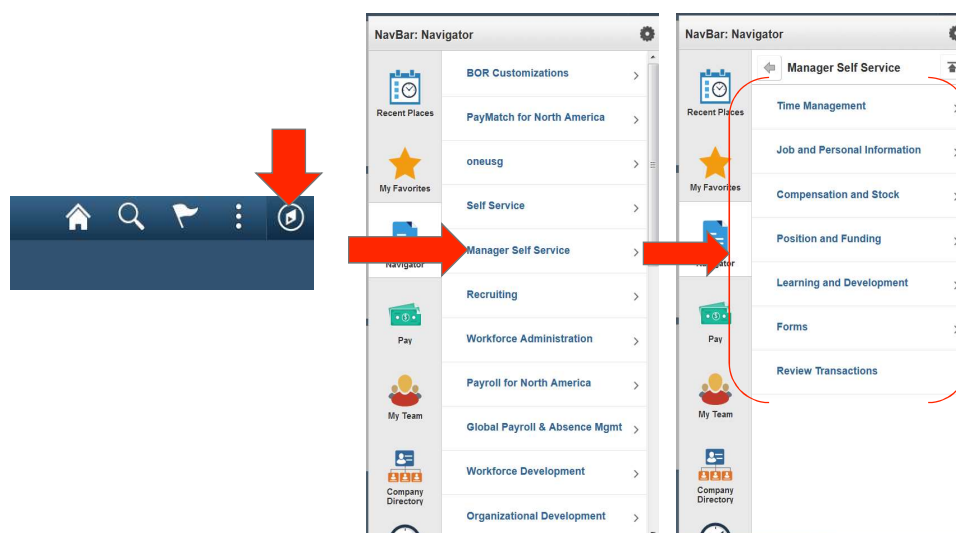 NavBar: Navigator
Recent Places
My Favorites
Navigator
Pay
My Team
Company
Directory
BOR Customizations
PayMatch for North America
oneusg
Self Service
Manager Self Service
Recruiting
Workforce Administration
Payroll for North America
Global Payroll & Absence Mgmt
Workforce Development
Organizational Development
NavBar: Navigator
Recent Places
My Favorites
Navigator
Pay
My Team
Company
Directory
Manager Self Service
Time Management
Job and Personal Information
Compensation and Stock
Position and Funding
Learning and Development
Forms
Review Transactions